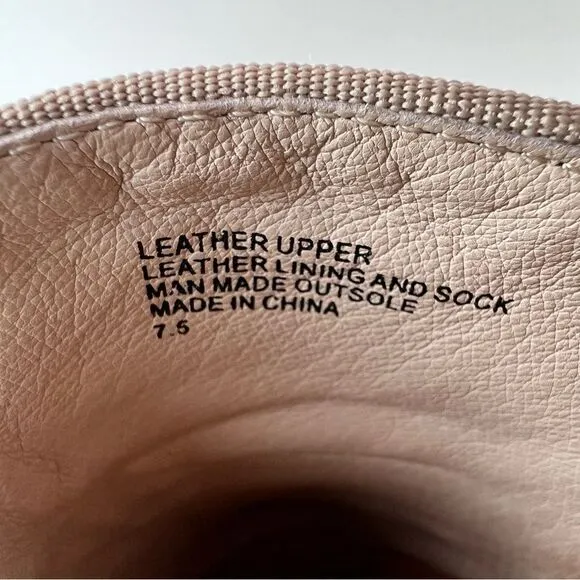 LEATHER UPPER
LEATHER LINING AND SOCK
MAN MADE OUTSOLE
MADE IN CHINA
7.5